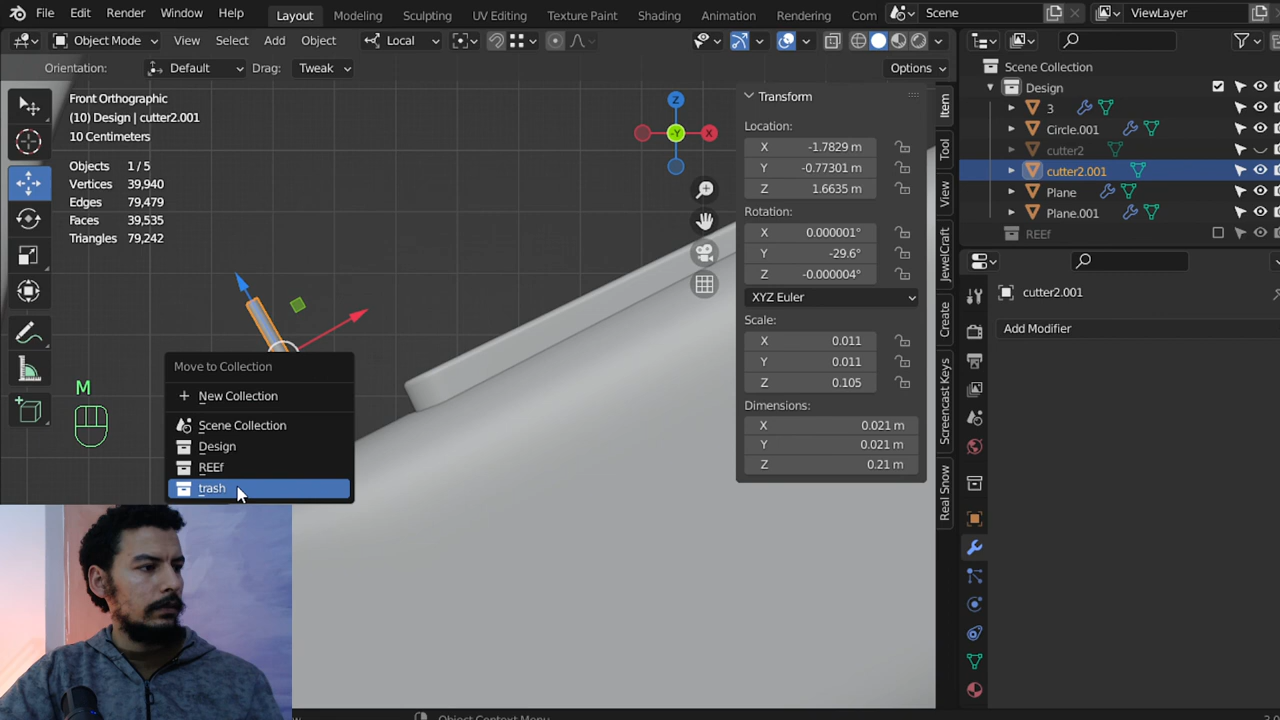 File Edit Render Window Help Layout Modeling Sculpting UV Editing Texture Paint Shading Animation Rendering Com Scene ViewLayer
Object Mode View Select Add Object Local
Orientation: Default Drag: Tweak Options
Front Orthographic
(10) Design | cutter2.001
10 Centimeters
Objects 1 / 5
Vertices 39,940
Edges 79,479
Faces 39,535
Triangles 79,242
Z
X
-Y
M
Move to Collection
New Collection
Scene Collection
Design
REEf
trash
Transform
Location:
X -1.7829 m
Y -0.77301 m
Z 1.6635 m
Rotation:
X 0.000001°
Y -29.6°
Z -0.000004°
XYZ Euler
Scale:
X 0.011
Y 0.011
Z 0.105
Dimensions:
X 0.021 m
Y 0.021 m
Z 0.21 m
Item
Tool
View
JewelCraft
Create
Screencast Keys
Real Snow
Scene Collection
Design
3
Circle.001
cutter2
cutter2.001
Plane
Plane.001
REEf
cutter2.001
Add Modifier
Object Context Menu